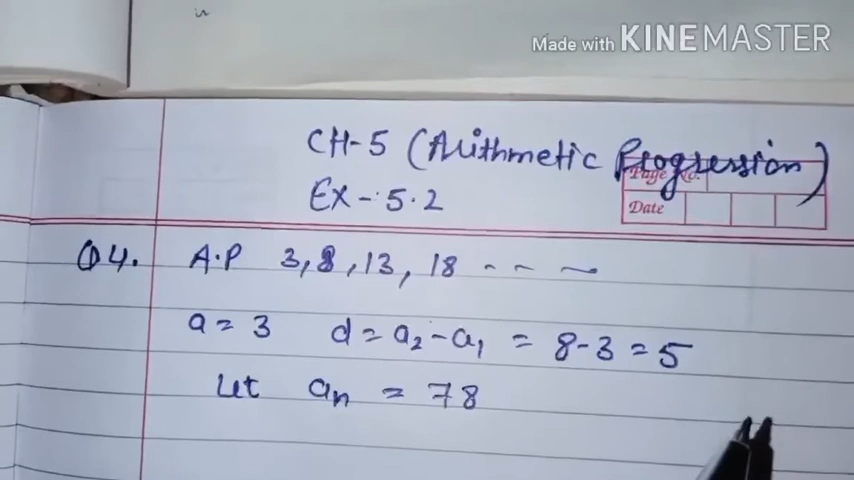 Made with KINEMASTER
CH-5 (Arithmetic Progression)
Page No.
EX-5.2
Date
Q4. A.P 3, 8, 13, 18 - - ~
a = 3 d = a₂ - a₁ = 8-3 = 5
Let aₙ = 78